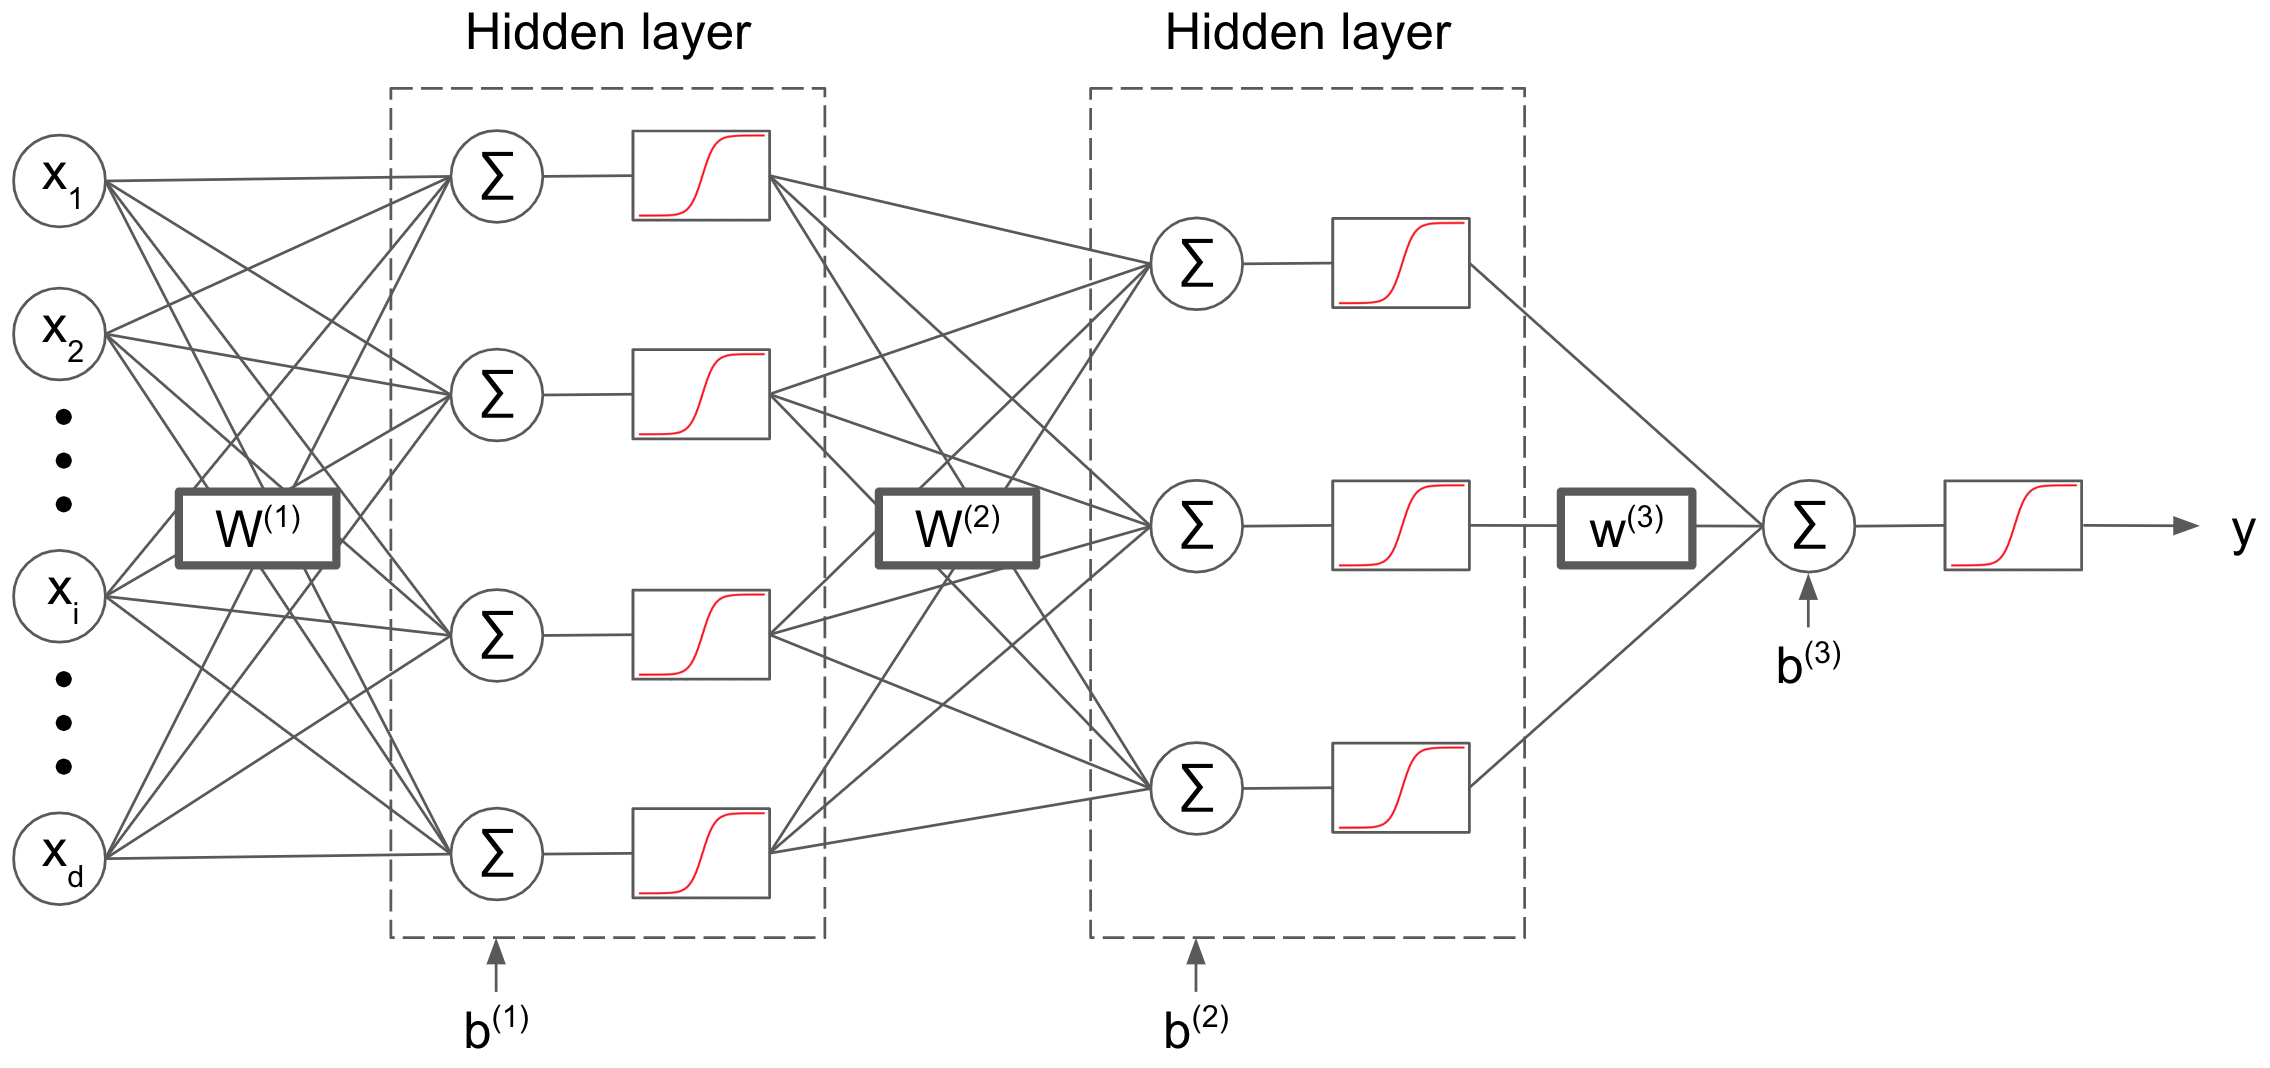 Hidden layer
Hidden layer
x1
x2
xi
xd
W(1)
Σ
Σ
Σ
Σ
b(1)
W(2)
Σ
Σ
Σ
b(2)
w(3)
Σ
b(3)
y